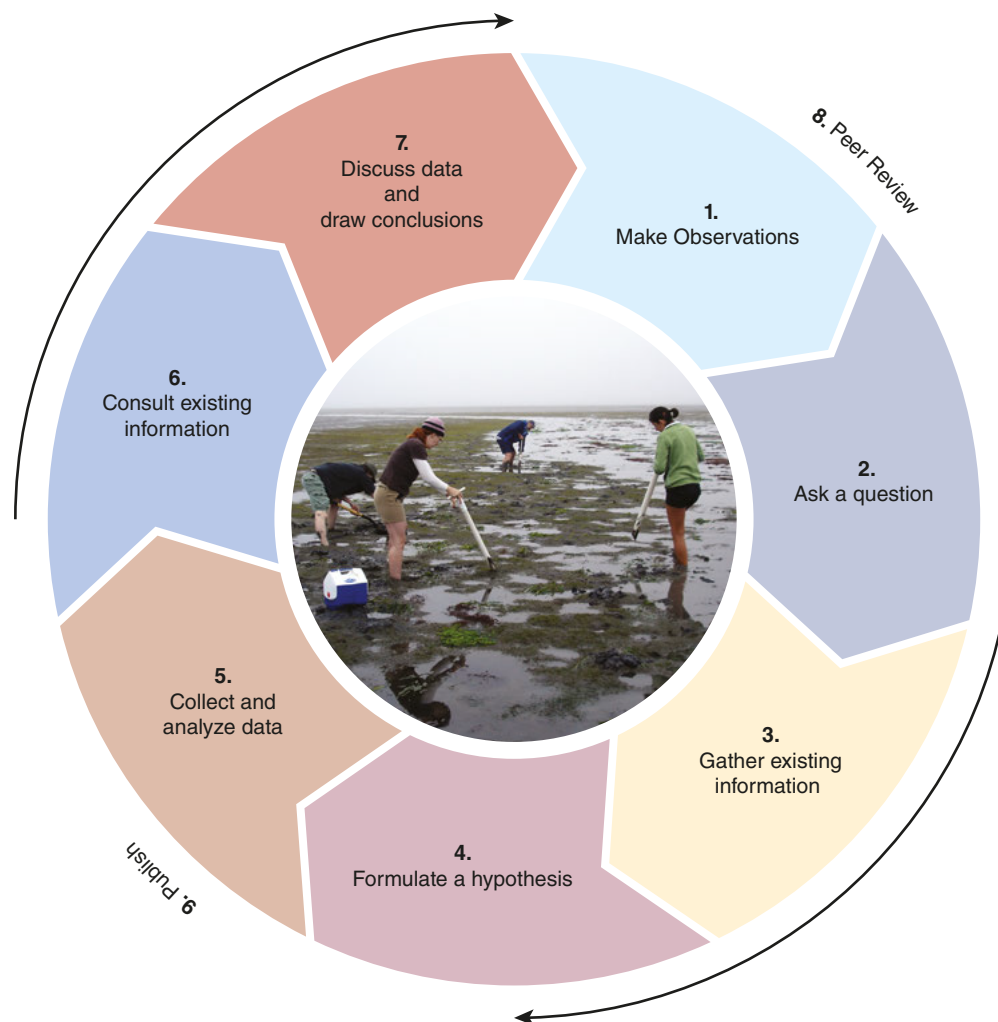 1.
Make Observations
2.
Ask a question
3.
Gather existing
information
4.
Formulate a hypothesis
5.
Collect and
analyze data
6.
Consult existing
information
7.
Discuss data
and
draw conclusions
8. Peer Review
9. Publish